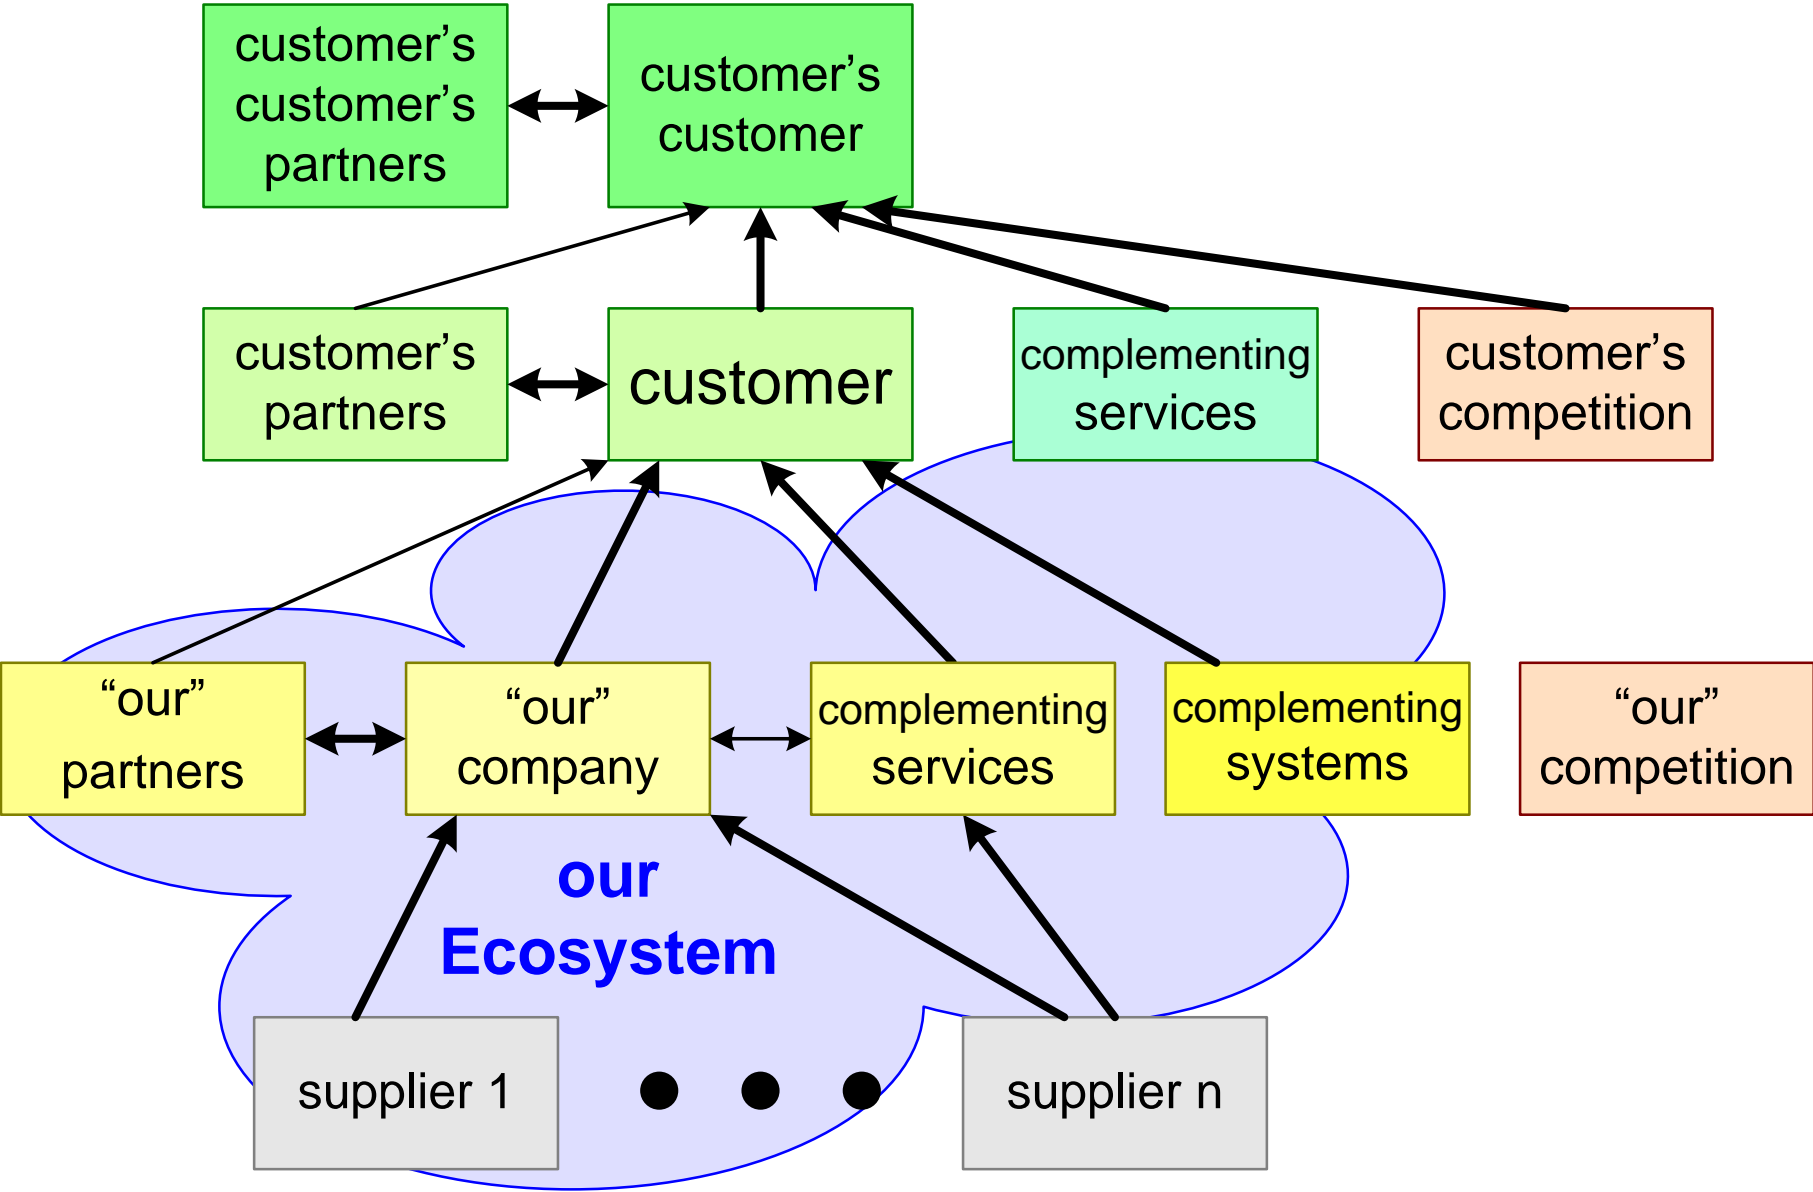 customer’s
customer’s
partners
customer’s
customer
customer’s
partners
customer
complementing
services
customer’s
competition
“our”
partners
“our”
company
complementing
services
complementing
systems
“our”
competition
our
Ecosystem
supplier 1
supplier n